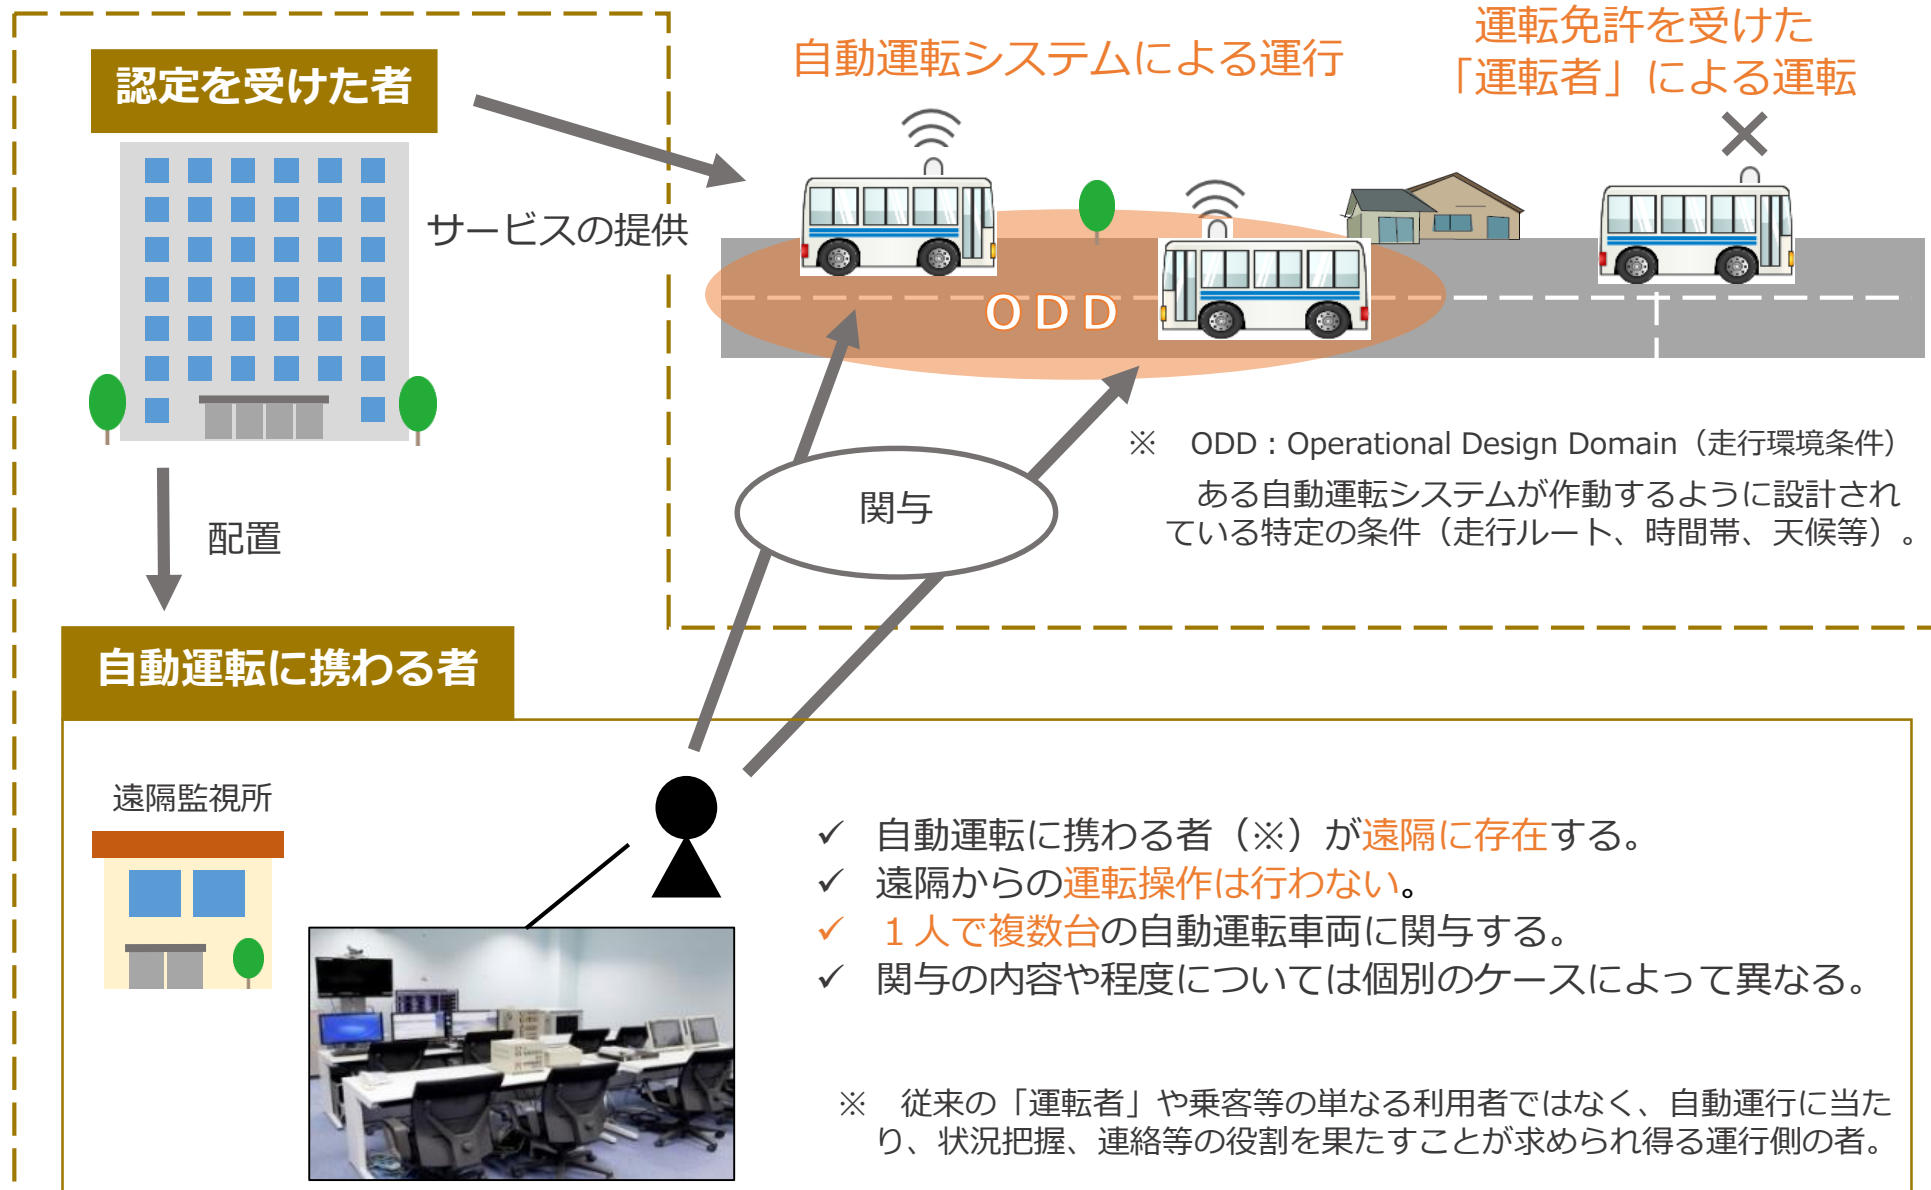 認定を受けた者
自動運転システムによる運行
運転免許を受けた
「運転者」による運転
サービスの提供
ODD
※　ODD：Operational Design Domain（走行環境条件）
ある自動運転システムが作動するように設計され
ている特定の条件（走行ルート、時間帯、天候等）。
関与
配置
自動運転に携わる者
遠隔監視所
✓ 自動運転に携わる者（※）が遠隔に存在する。
✓ 遠隔からの運転操作は行わない。
✓ １人で複数台の自動運転車両に関与する。
✓ 関与の内容や程度については個別のケースによって異なる。
※　従来の「運転者」や乗客等の単なる利用者ではなく、自動運行に当た
り、状況把握、連絡等の役割を果たすことが求められ得る運行側の者。